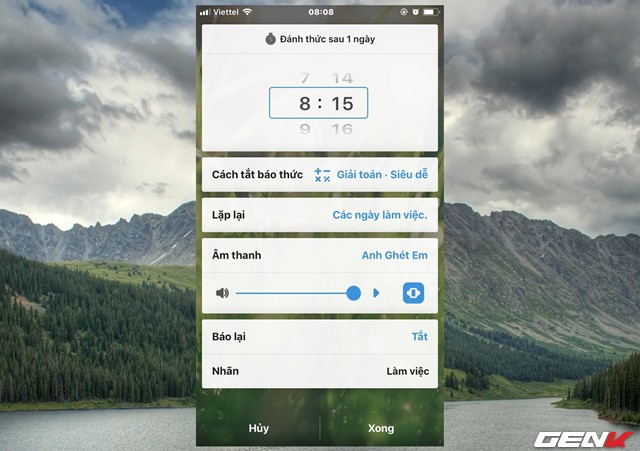 Viettel 08:08
Đánh thức sau 1 ngày
7 14
8 : 15
9 16
Cách tắt báo thức Giải toán · Siêu dễ
Lặp lại Các ngày làm việc.
Âm thanh Anh Ghét Em
Báo lại Tắt
Nhãn Làm việc
Hủy Xong
GENK